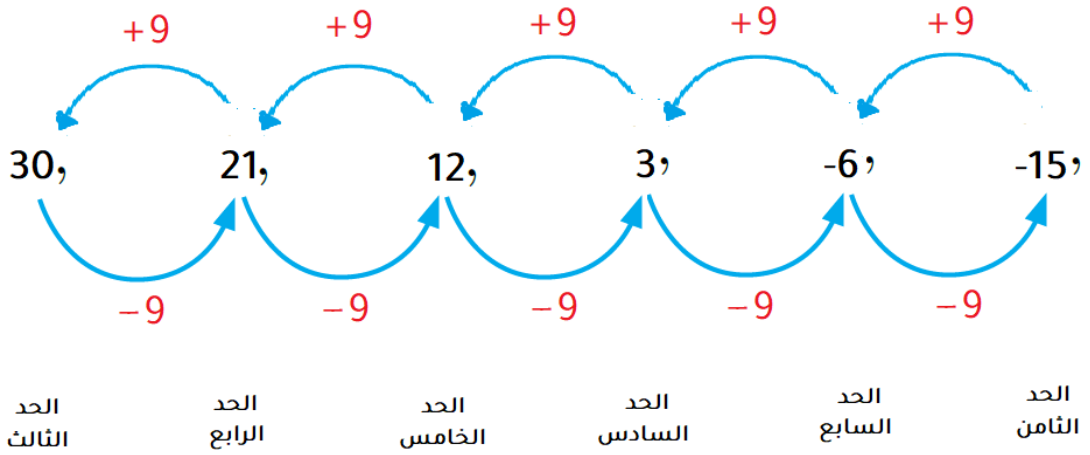 +9 +9 +9 +9 +9
30, 21, 12, 3, -6, -15,
−9 −9 −9 −9 −9
الحد الثالث
الحد الرابع
الحد الخامس
الحد السادس
الحد السابع
الحد الثامن